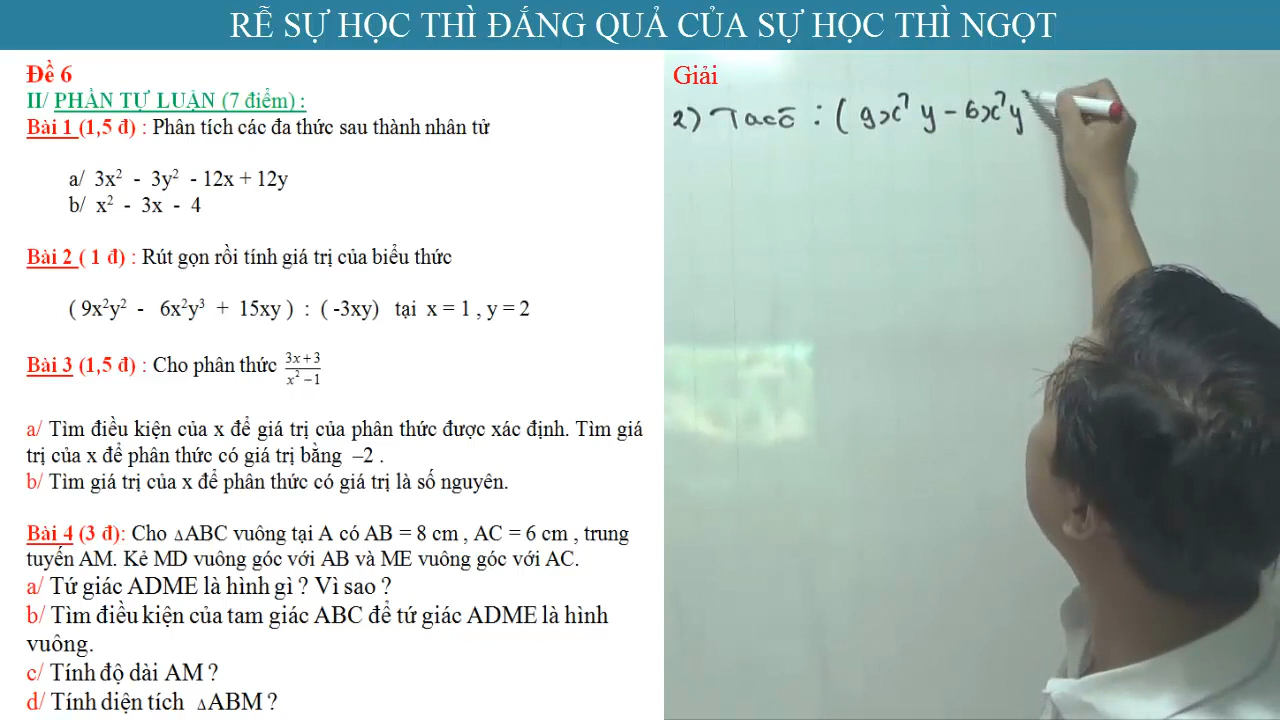 RỄ SỰ HỌC THÌ ĐẮNG QUẢ CỦA SỰ HỌC THÌ NGỌT
Đề 6
II/ PHẦN TỰ LUẬN (7 điểm) :
Bài 1 (1,5 đ) : Phân tích các đa thức sau thành nhân tử
a/ 3x² - 3y² - 12x + 12y
b/ x² - 3x - 4
Bài 2 ( 1 đ) : Rút gọn rồi tính giá trị của biểu thức
( 9x²y² - 6x²y³ + 15xy ) : ( -3xy) tại x = 1 , y = 2
Bài 3 (1,5 đ) : Cho phân thức (3x+3)/(x²−1)
a/ Tìm điều kiện của x để giá trị của phân thức được xác định. Tìm giá
trị của x để phân thức có giá trị bằng –2 .
b/ Tìm giá trị của x để phân thức có giá trị là số nguyên.
Bài 4 (3 đ): Cho △ABC vuông tại A có AB = 8 cm , AC = 6 cm , trung
tuyến AM. Kẻ MD vuông góc với AB và ME vuông góc với AC.
a/ Tứ giác ADME là hình gì ? Vì sao ?
b/ Tìm điều kiện của tam giác ABC để tứ giác ADME là hình
vuông.
c/ Tính độ dài AM ?
d/ Tính diện tích △ABM ?
Giải
2) Ta có : ( 9x² y - 6x² y